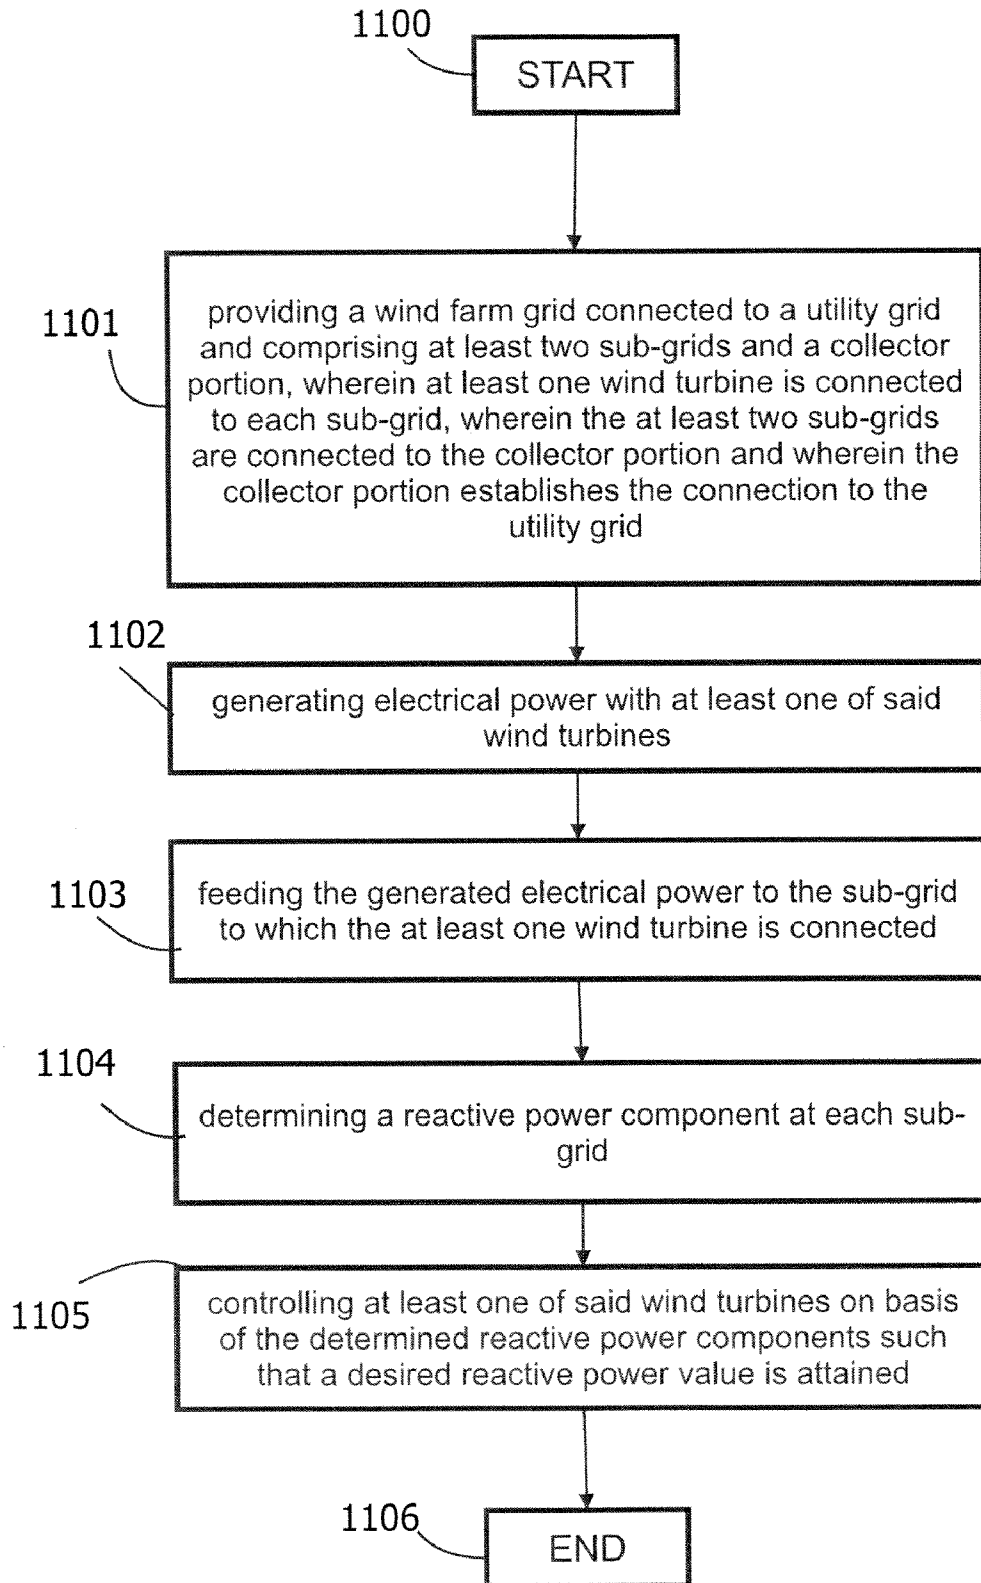 1100
START
1101
providing a wind farm grid connected to a utility grid
and comprising at least two sub-grids and a collector
portion, wherein at least one wind turbine is connected
to each sub-grid, wherein the at least two sub-grids
are connected to the collector portion and wherein the
collector portion establishes the connection to the
utility grid
1102
generating electrical power with at least one of said
wind turbines
1103
feeding the generated electrical power to the sub-grid
to which the at least one wind turbine is connected
1104
determining a reactive power component at each sub-
grid
1105
controlling at least one of said wind turbines on basis
of the determined reactive power components such
that a desired reactive power value is attained
1106
END